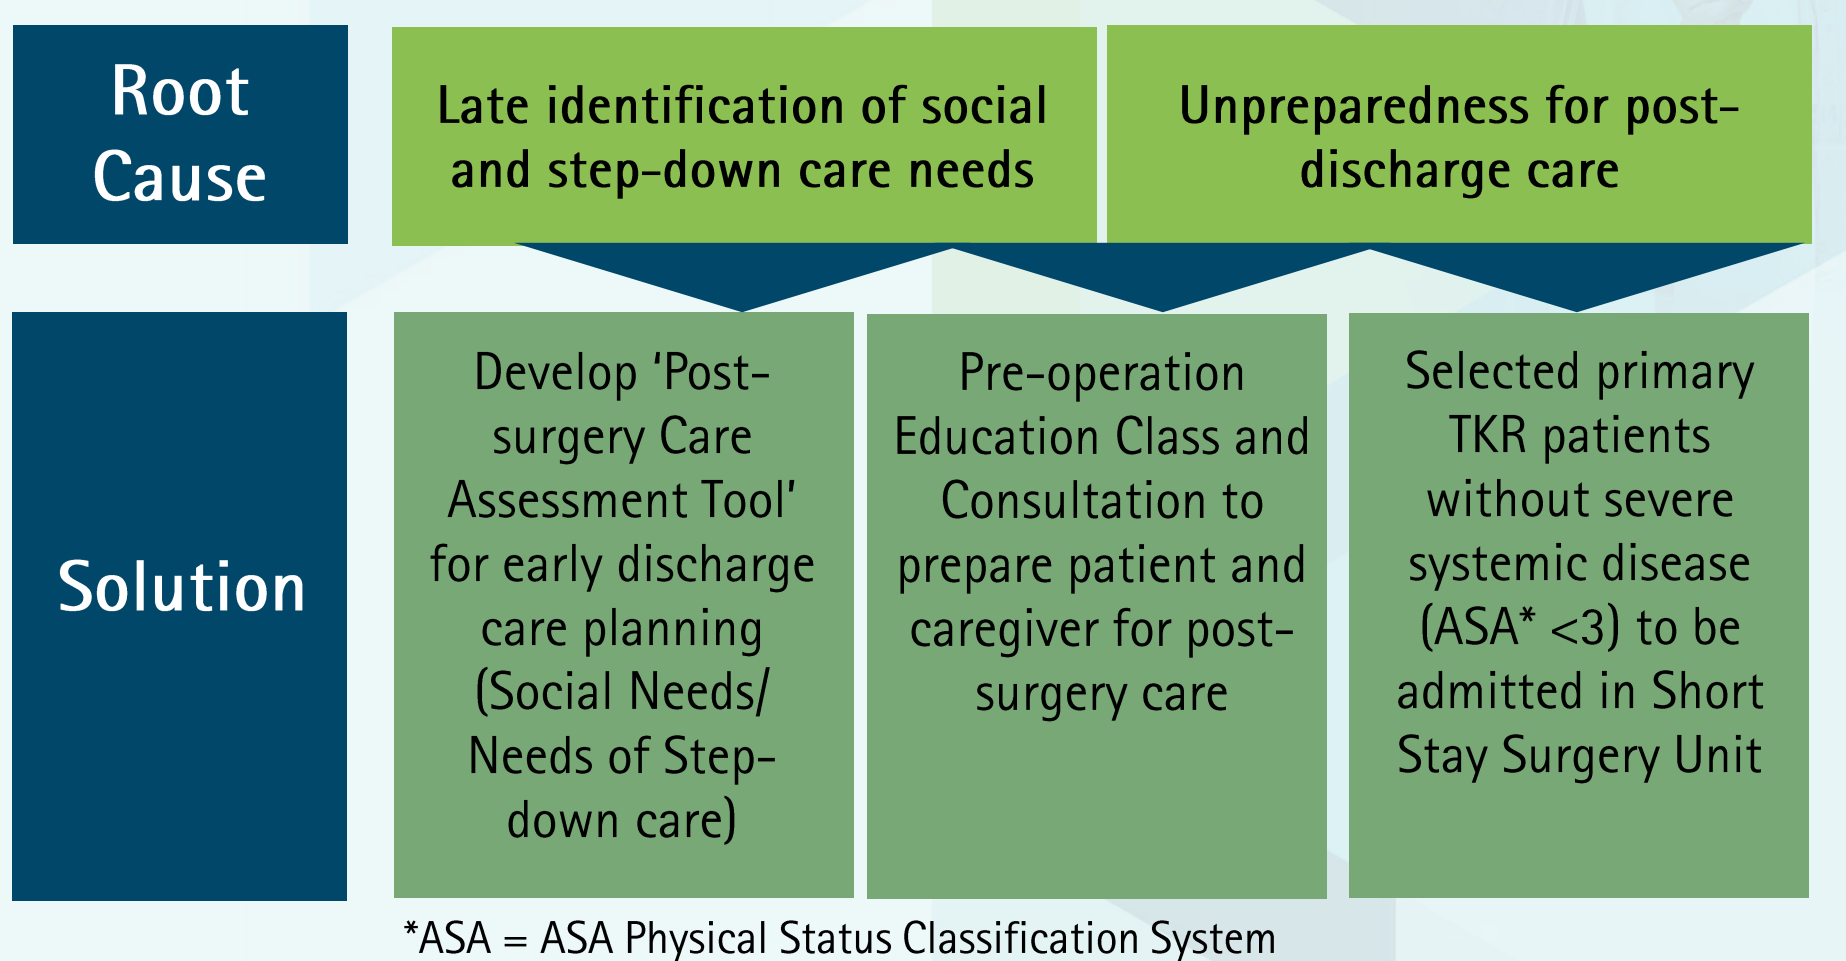 Root
Cause
Late identification of social
and step-down care needs
Unpreparedness for post-
discharge care
Solution
Develop ‘Post-
surgery Care
Assessment Tool’
for early discharge
care planning
(Social Needs/
Needs of Step-
down care)
Pre-operation
Education Class and
Consultation to
prepare patient and
caregiver for post-
surgery care
Selected primary
TKR patients
without severe
systemic disease
(ASA* <3) to be
admitted in Short
Stay Surgery Unit
*ASA = ASA Physical Status Classification System